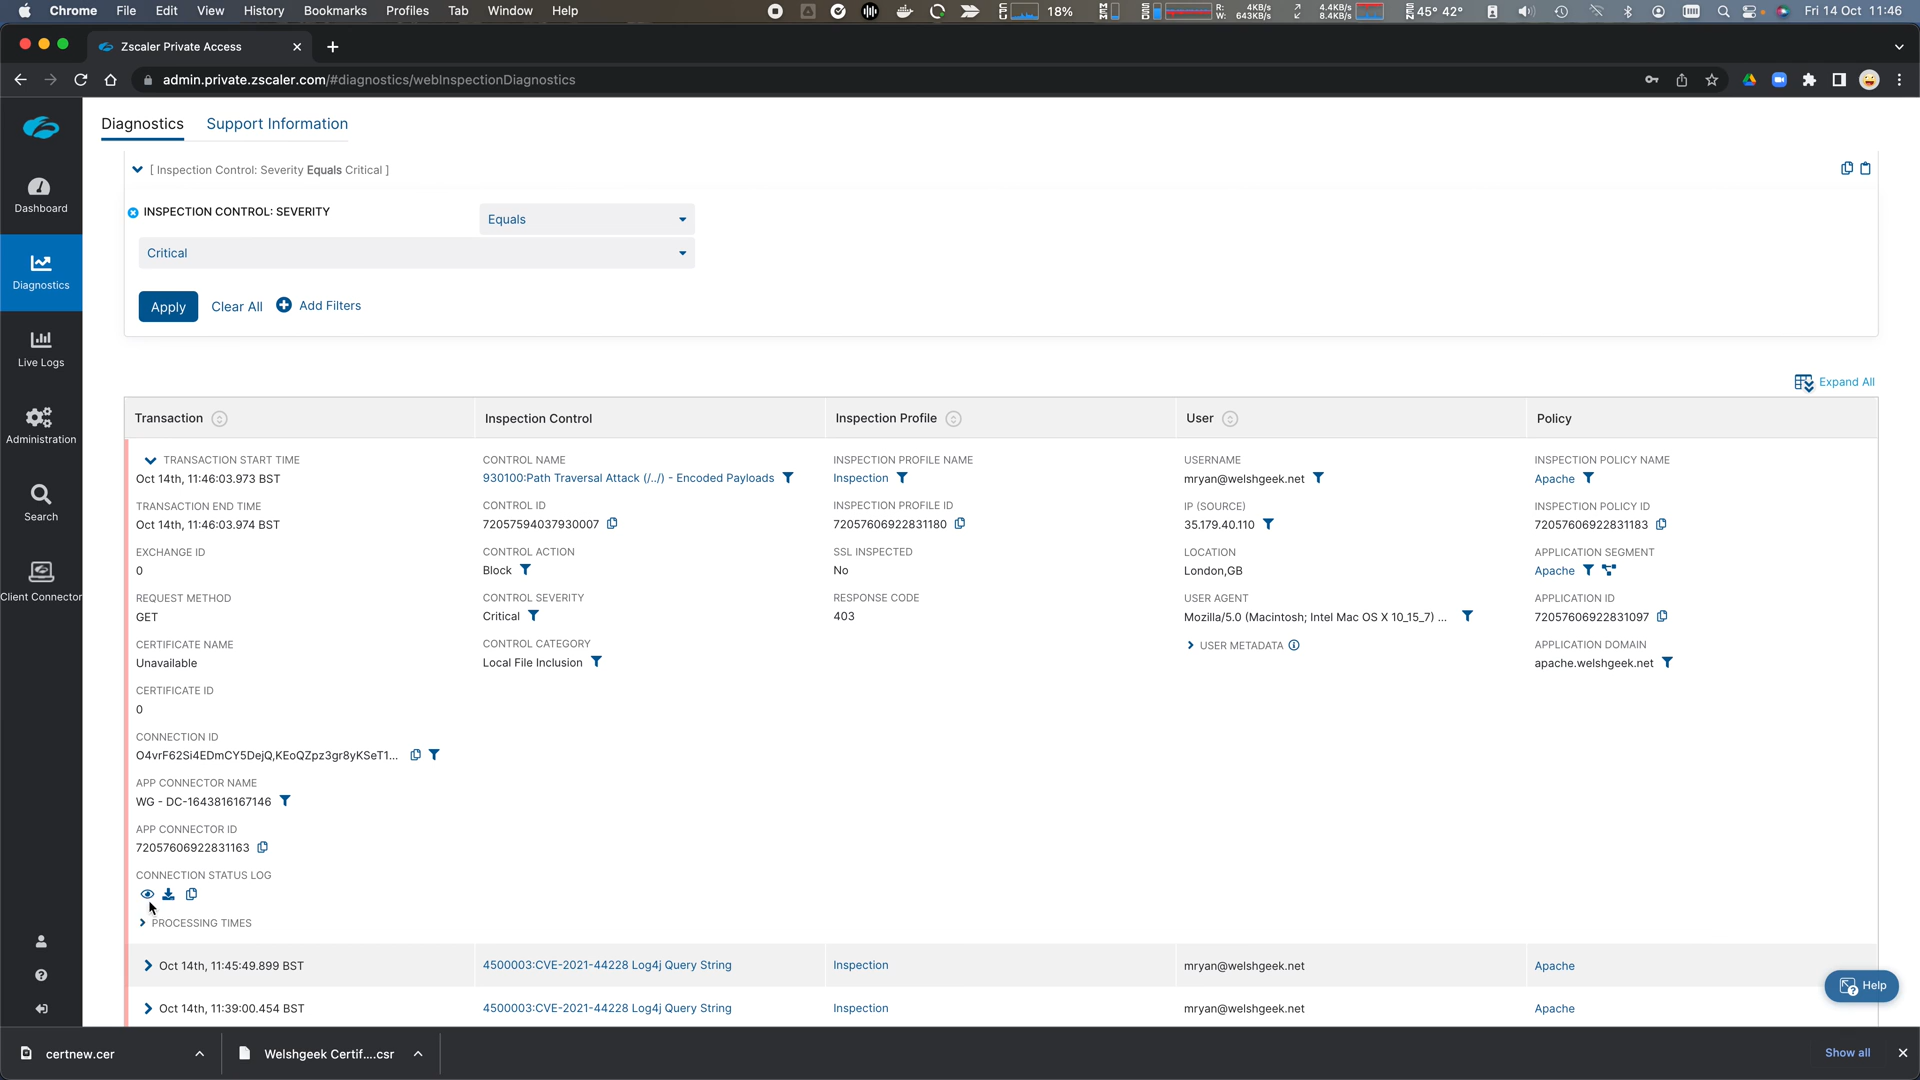 Chrome File Edit View History Bookmarks Profiles Tab Window Help 18% R: 4KB/s W: 643KB/s 4.4KB/s 8.4KB/s 45° 42° Fri 14 Oct 11:46
Zscaler Private Access
admin.private.zscaler.com/#diagnostics/webInspectionDiagnostics
Diagnostics Support Information
[ Inspection Control: Severity Equals Critical ]
INSPECTION CONTROL: SEVERITY Equals
Critical
Apply Clear All Add Filters
Dashboard
Diagnostics
Live Logs
Administration
Search
Client Connector
Expand All
Transaction Inspection Control Inspection Profile User Policy
TRANSACTION START TIME
Oct 14th, 11:46:03.973 BST
TRANSACTION END TIME
Oct 14th, 11:46:03.974 BST
EXCHANGE ID
0
REQUEST METHOD
GET
CERTIFICATE NAME
Unavailable
CERTIFICATE ID
0
CONNECTION ID
O4vrF62Si4EDmCY5DejQ,KEoQZpz3gr8yKSeT1...
APP CONNECTOR NAME
WG - DC-1643816167146
APP CONNECTOR ID
72057606922831163
CONNECTION STATUS LOG
PROCESSING TIMES
CONTROL NAME
930100:Path Traversal Attack (/../) - Encoded Payloads
CONTROL ID
72057594037930007
CONTROL ACTION
Block
CONTROL SEVERITY
Critical
CONTROL CATEGORY
Local File Inclusion
INSPECTION PROFILE NAME
Inspection
INSPECTION PROFILE ID
72057606922831180
SSL INSPECTED
No
RESPONSE CODE
403
USERNAME
mryan@welshgeek.net
IP (SOURCE)
35.179.40.110
LOCATION
London,GB
USER AGENT
Mozilla/5.0 (Macintosh; Intel Mac OS X 10_15_7) ...
USER METADATA
INSPECTION POLICY NAME
Apache
INSPECTION POLICY ID
72057606922831183
APPLICATION SEGMENT
Apache
APPLICATION ID
72057606922831097
APPLICATION DOMAIN
apache.welshgeek.net
Oct 14th, 11:45:49.899 BST 4500003:CVE-2021-44228 Log4j Query String Inspection mryan@welshgeek.net Apache
Oct 14th, 11:39:00.454 BST 4500003:CVE-2021-44228 Log4j Query String Inspection mryan@welshgeek.net Apache
Help
certnew.cer Welshgeek Certif....csr Show all